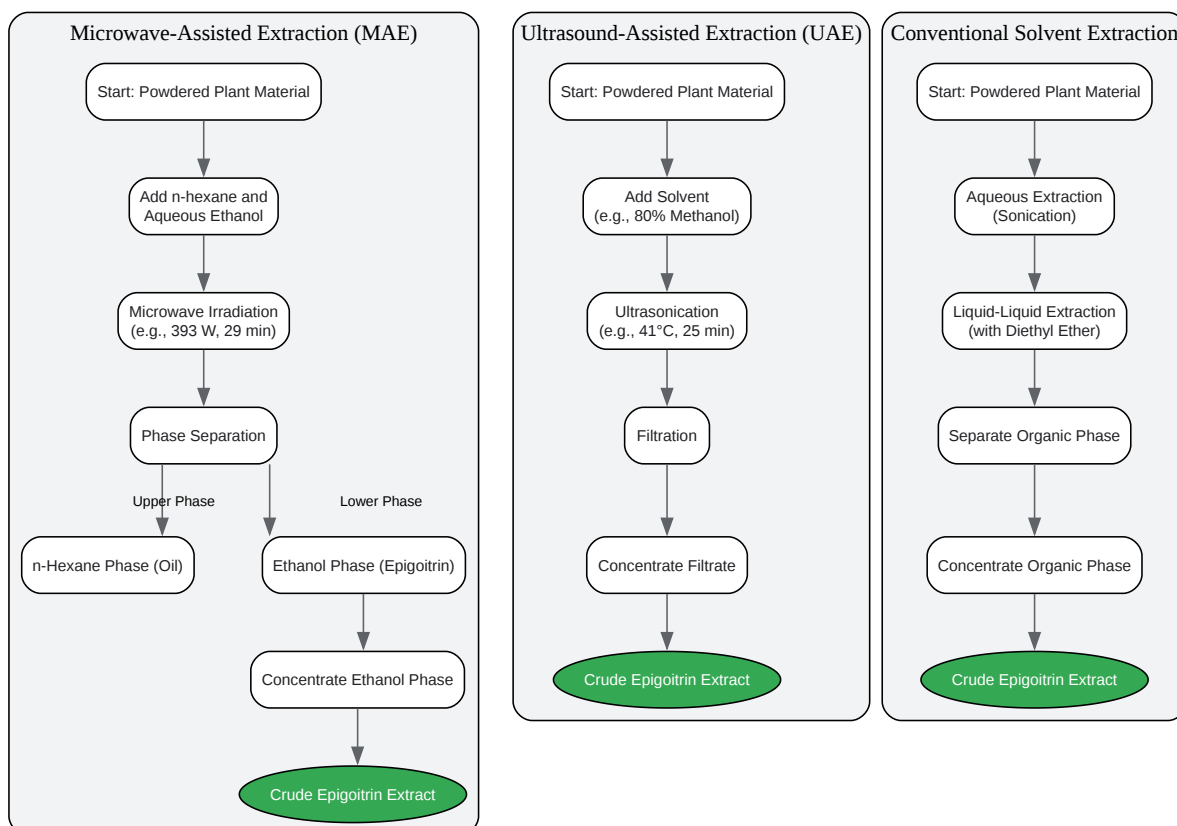 Microwave-Assisted Extraction (MAE)
Start: Powdered Plant Material
Add n-hexane and
Aqueous Ethanol
Microwave Irradiation
(e.g., 393 W, 29 min)
Phase Separation
Upper Phase
Lower Phase
n-Hexane Phase (Oil)
Ethanol Phase (Epigoitrin)
Concentrate Ethanol Phase
Crude Epigoitrin Extract
Ultrasound-Assisted Extraction (UAE)
Start: Powdered Plant Material
Add Solvent
(e.g., 80% Methanol)
Ultrasonication
(e.g., 41°C, 25 min)
Filtration
Concentrate Filtrate
Crude Epigoitrin Extract
Conventional Solvent Extraction
Start: Powdered Plant Material
Aqueous Extraction
(Sonication)
Liquid-Liquid Extraction
(with Diethyl Ether)
Separate Organic Phase
Concentrate Organic Phase
Crude Epigoitrin Extract